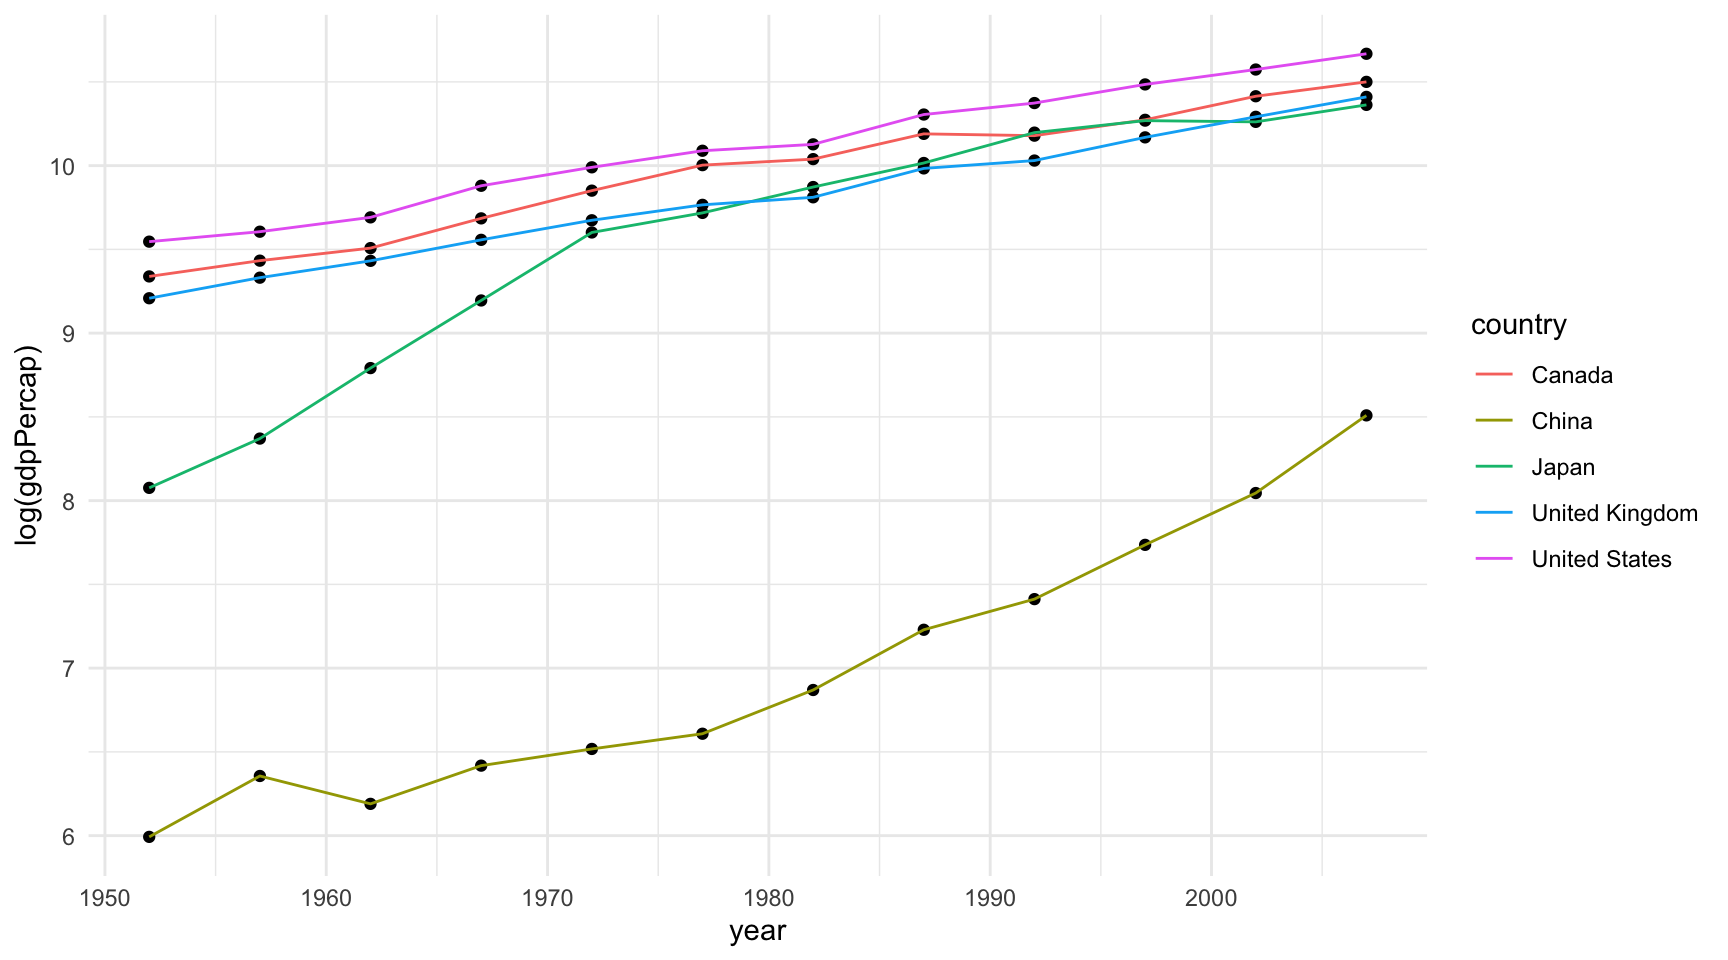 log(gdpPercap)
10
9
8
7
6
1950 1960 1970 1980 1990 2000
year
country
Canada
China
Japan
United Kingdom
United States